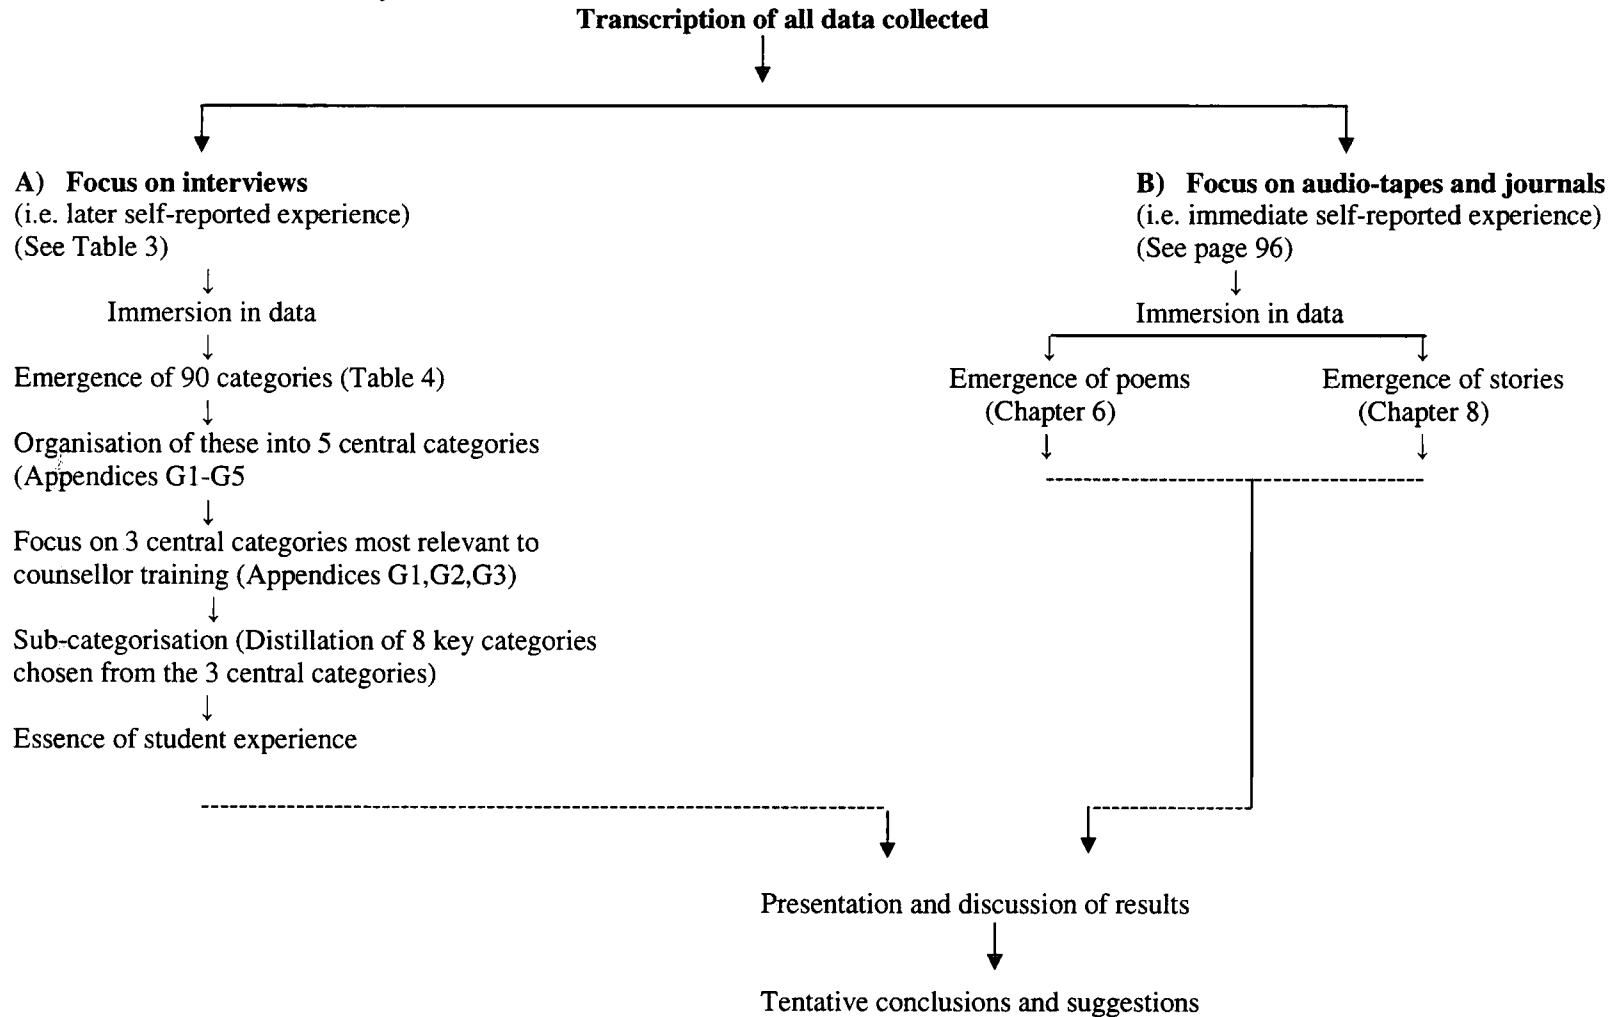 Transcription of all data collected
A) Focus on interviews
(i.e. later self-reported experience)
(See Table 3)
Immersion in data
Emergence of 90 categories (Table 4)
Organisation of these into 5 central categories
(Appendices G1-G5
Focus on 3 central categories most relevant to
counsellor training (Appendices G1,G2,G3)
Sub-categorisation (Distillation of 8 key categories
chosen from the 3 central categories)
Essence of student experience
B) Focus on audio-tapes and journals
(i.e. immediate self-reported experience)
(See page 96)
Immersion in data
Emergence of poems
(Chapter 6)
Emergence of stories
(Chapter 8)
Presentation and discussion of results
Tentative conclusions and suggestions